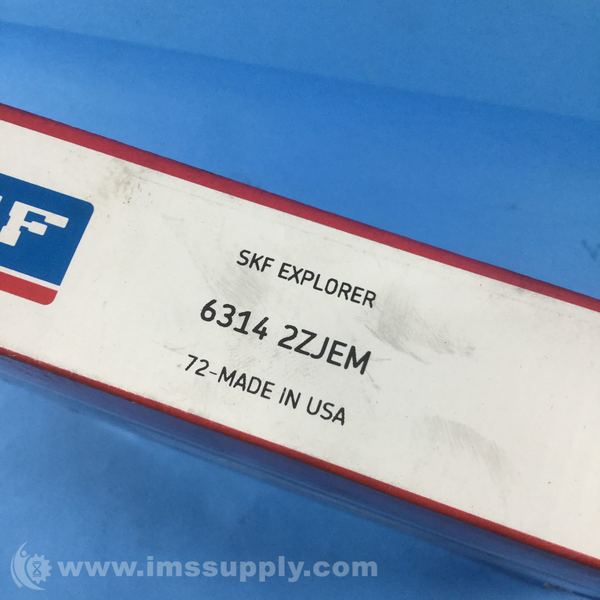 SKF EXPLORER
6314 2ZJEM
72-MADE IN USA
www.imssupply.com